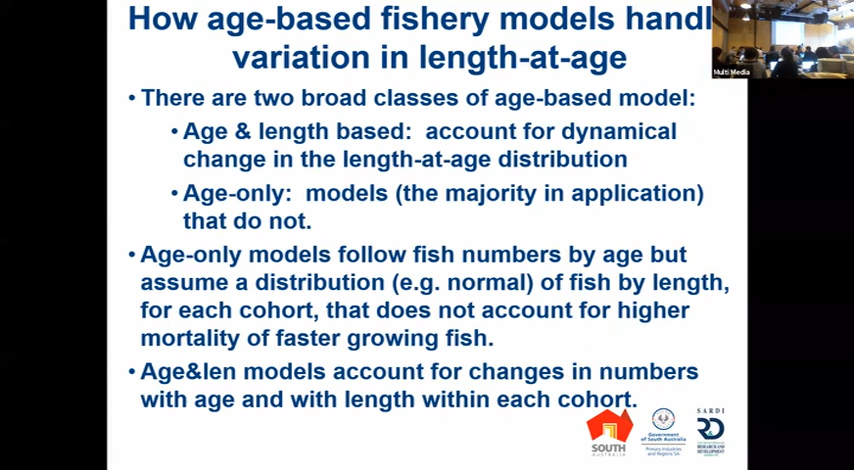 How age-based fishery models handl
variation in length-at-age
• There are two broad classes of age-based model:
• Age & length based: account for dynamical
change in the length-at-age distribution
• Age-only: models (the majority in application)
that do not.
• Age-only models follow fish numbers by age but
assume a distribution (e.g. normal) of fish by length,
for each cohort, that does not account for higher
mortality of faster growing fish.
• Age&len models account for changes in numbers
with age and with length within each cohort.
Multi Media
SOUTH
AUSTRALIA
Government
of South Australia
Primary Industries
and Regions SA
SARDI
RD
RESEARCH AND
DEVELOPMENT